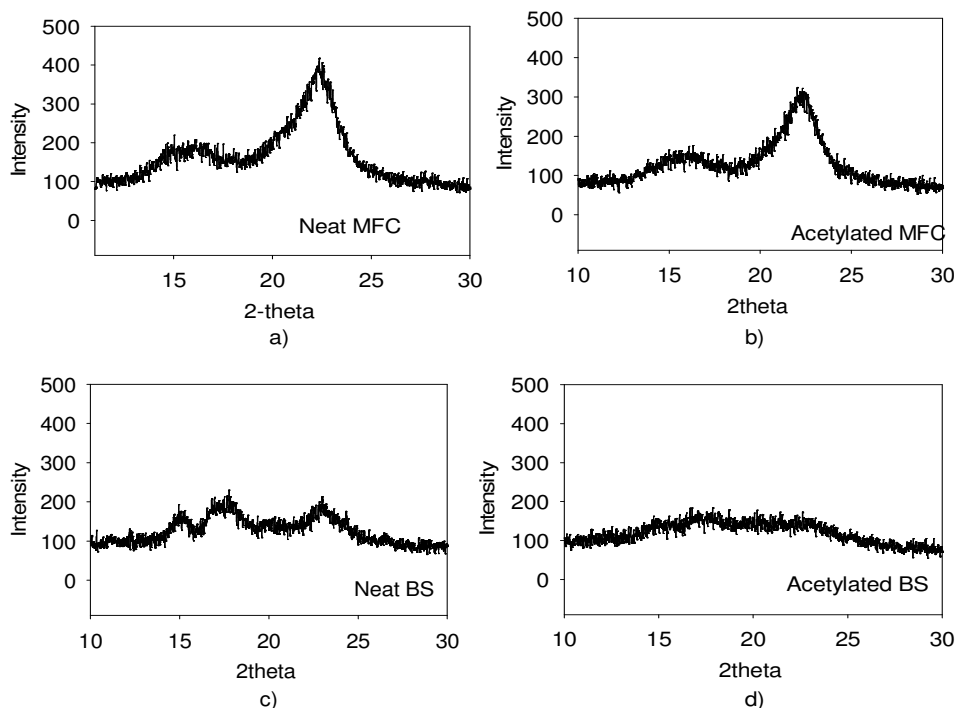 500
400
300
200
100
0
Intensity
Neat MFC
15 20 25 30
2-theta
a)
500
400
300
200
100
0
Intensity
Acetylated MFC
10 15 20 25 30
2theta
b)
500
400
300
200
100
0
Intensity
Neat BS
10 15 20 25 30
2theta
c)
500
400
300
200
100
0
Intensity
Acetylated BS
10 15 20 25 30
2theta
d)